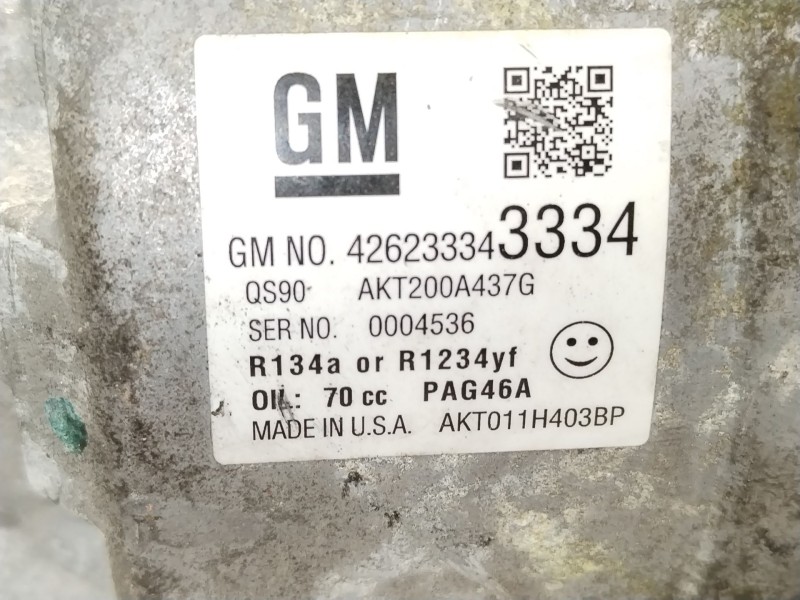 GM
GM NO. 42623334 3334
QS90 AKT200A437G
SER NO. 0004536
R134a or R1234yf
OIL: 70 cc PAG46A
MADE IN U.S.A. AKT011H403BP